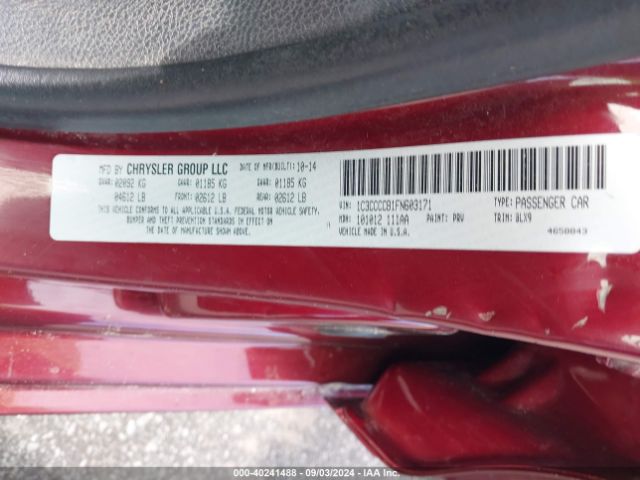 MFD BY CHRYSLER GROUP LLC DATE OF MFR(BUILT): 10-14
GVWR: 02092 KG GAWR: 01185 KG GAWR: 01185 KG
04612 LB FRONT: 02612 LB REAR: 02612 LB
THIS VEHICLE CONFORMS TO ALL APPLICABLE U.S.A. FEDERAL MOTOR VEHICLE SAFETY,
BUMPER AND THEFT PREVENTION STANDARDS IN EFFECT ON
THE DATE OF MANUFACTURE SHOWN ABOVE.
VIN: 1C3CCCCB1FN603171 TYPE: PASSENGER CAR
MDH: 101012 111AA PAINT: PRV TRIM: BLX9
VEHICLE MADE IN U.S.A. 4650843
000-40241488 - 09/03/2024 - IAA Inc.